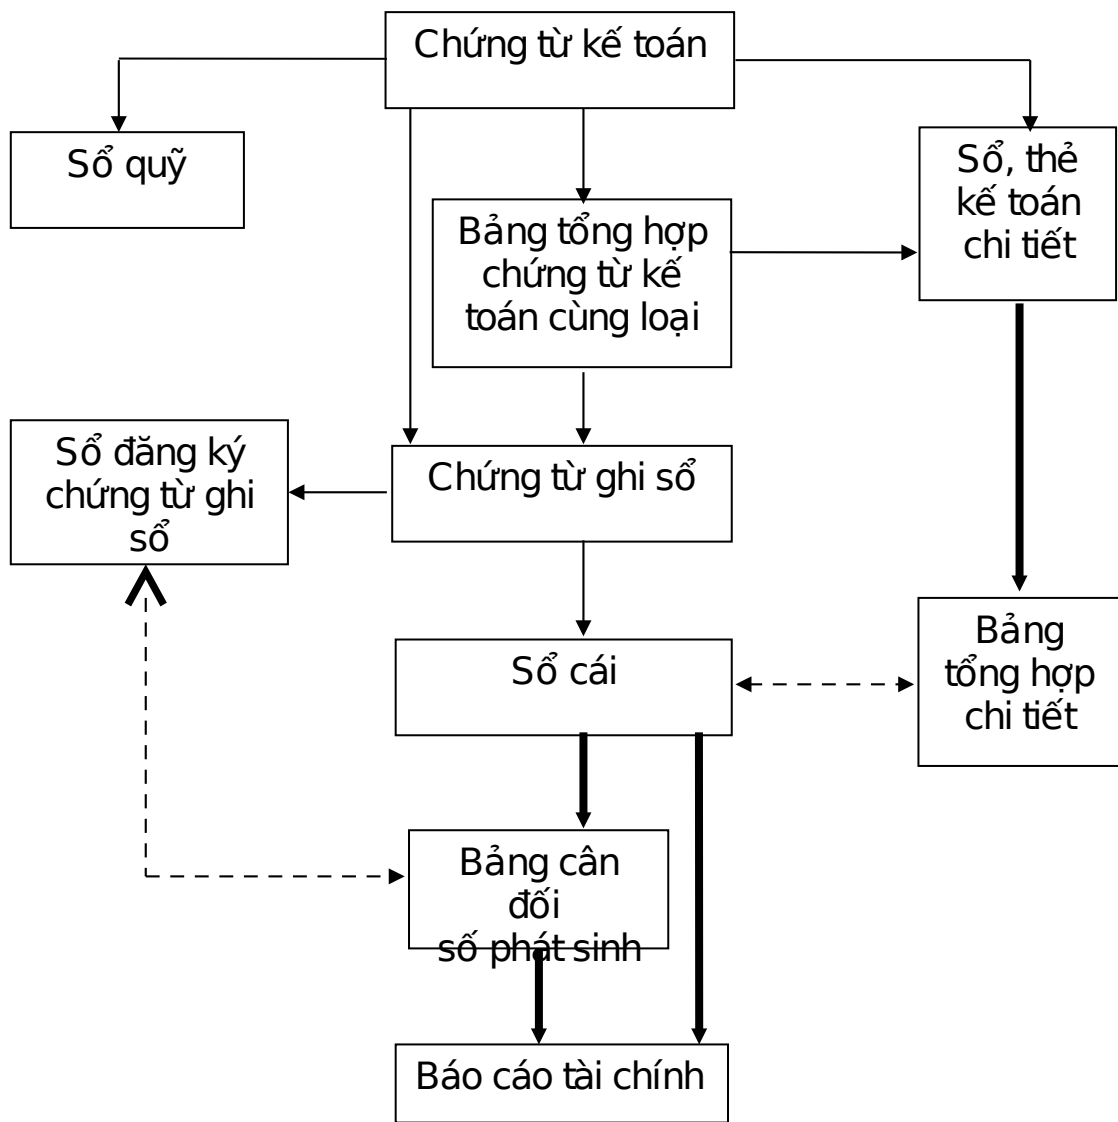 Chứng từ kế toán
Sổ quỹ
Sổ, thẻ
kế toán
chi tiết
Bảng tổng hợp
chứng từ kế
toán cùng loại
Sổ đăng ký
chứng từ ghi
sổ
Chứng từ ghi sổ
Sổ cái
Bảng
tổng hợp
chi tiết
Bảng cân
đối
số phát sinh
Báo cáo tài chính